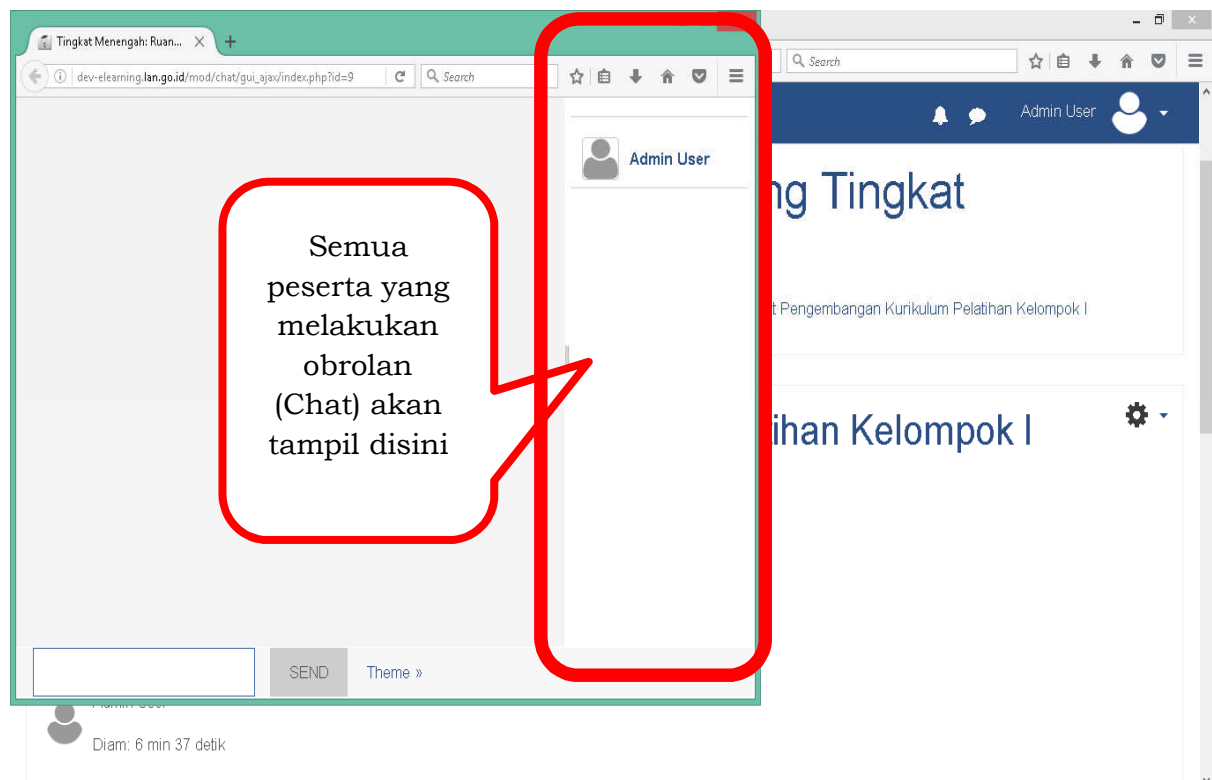 Tingkat Menengah: Ruan...
dev-elearning.lan.go.id/mod/chat/gui_ajax/index.php?id=9
Search
Search
Admin User
Admin User
ng Tingkat
Semua
peserta yang
melakukan
obrolan
(Chat) akan
tampil disini
t Pengembangan Kurikulum Pelatihan Kelompok I
ihan Kelompok I
SEND
Theme »
Admin User
Diam: 6 min 37 detik